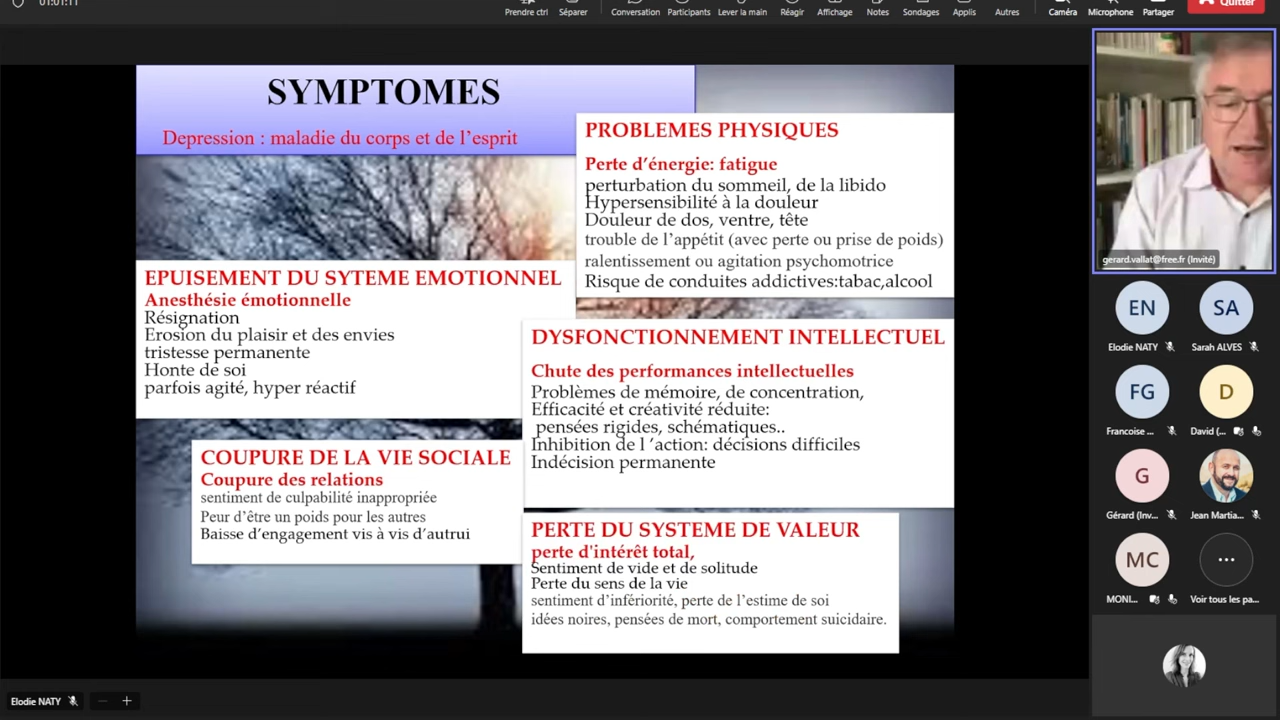 01:01:11
Prendre ctrl
Séparer
Conversation
Participants
Lever la main
Réagir
Affichage
Notes
Sondages
Applis
Autres
Caméra
Microphone
Partager
Quitter
SYMPTOMES
Depression : maladie du corps et de l’esprit
PROBLEMES PHYSIQUES
Perte d’énergie: fatigue
perturbation du sommeil, de la libido
Hypersensibilité à la douleur
Douleur de dos, ventre, tête
trouble de l’appétit (avec perte ou prise de poids)
ralentissement ou agitation psychomotrice
Risque de conduites addictives:tabac,alcool
EPUISEMENT DU SYTEME EMOTIONNEL
Anesthésie émotionnelle
Résignation
Erosion du plaisir et des envies
tristesse permanente
Honte de soi
parfois agité, hyper réactif
DYSFONCTIONNEMENT INTELLECTUEL
Chute des performances intellectuelles
Problèmes de mémoire, de concentration,
Efficacité et créativité réduite:
pensées rigides, schématiques..
Inhibition de l ’action: décisions difficiles
Indécision permanente
COUPURE DE LA VIE SOCIALE
Coupure des relations
sentiment de culpabilité inappropriée
Peur d’être un poids pour les autres
Baisse d’engagement vis à vis d’autrui
PERTE DU SYSTEME DE VALEUR
perte d'intérêt total,
Sentiment de vide et de solitude
Perte du sens de la vie
sentiment d’infériorité, perte de l’estime de soi
idées noires, pensées de mort, comportement suicidaire.
gerard.vallat@free.fr (Invité)
EN
Elodie NATY
SA
Sarah ALVES
FG
Francoise ...
D
David (...
G
Gérard (Inv...
Jean Martia...
MC
MONI...
...
Voir tous les pa...
Elodie NATY